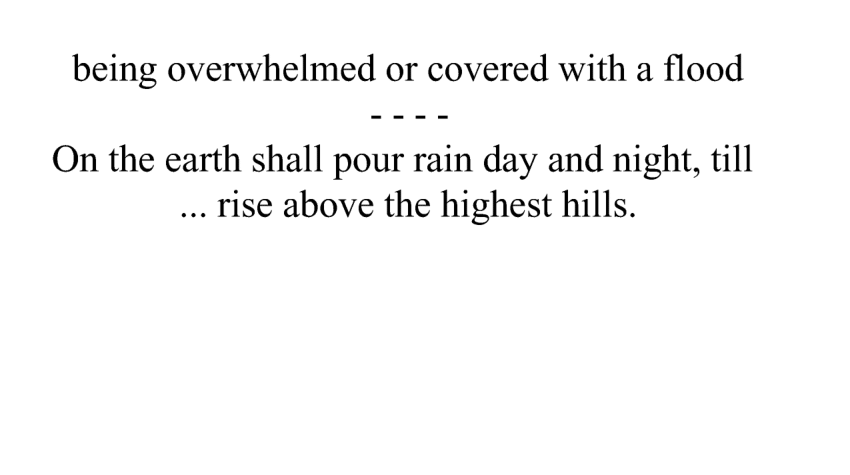 being overwhelmed or covered with a flood
- - - -
On the earth shall pour rain day and night, till
... rise above the highest hills.